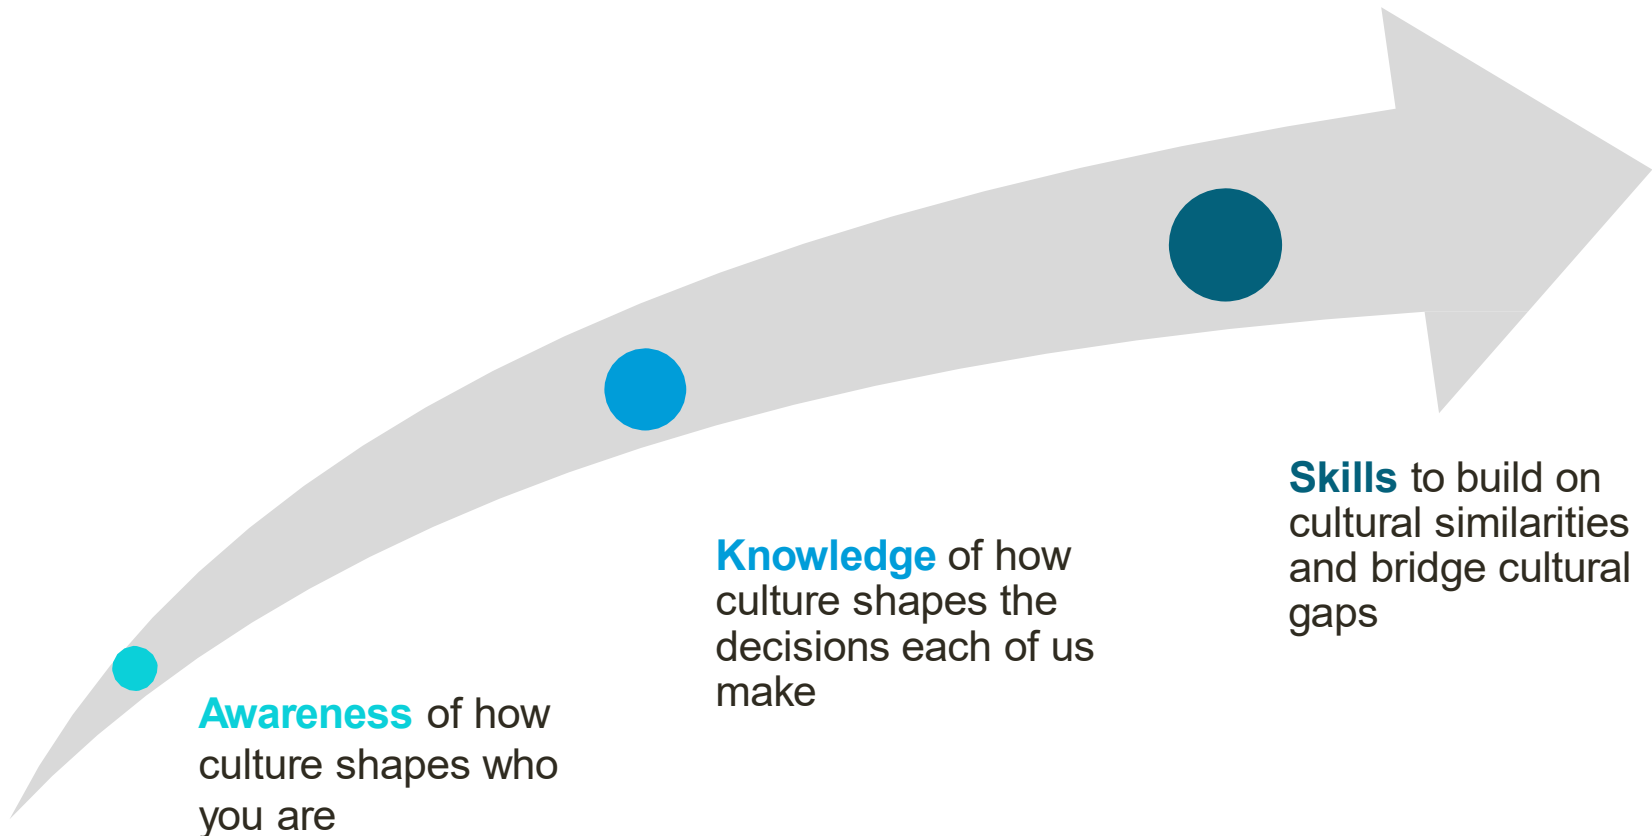 Awareness of how
culture shapes who
you are
Knowledge of how
culture shapes the
decisions each of us
make
Skills to build on
cultural similarities
and bridge cultural
gaps